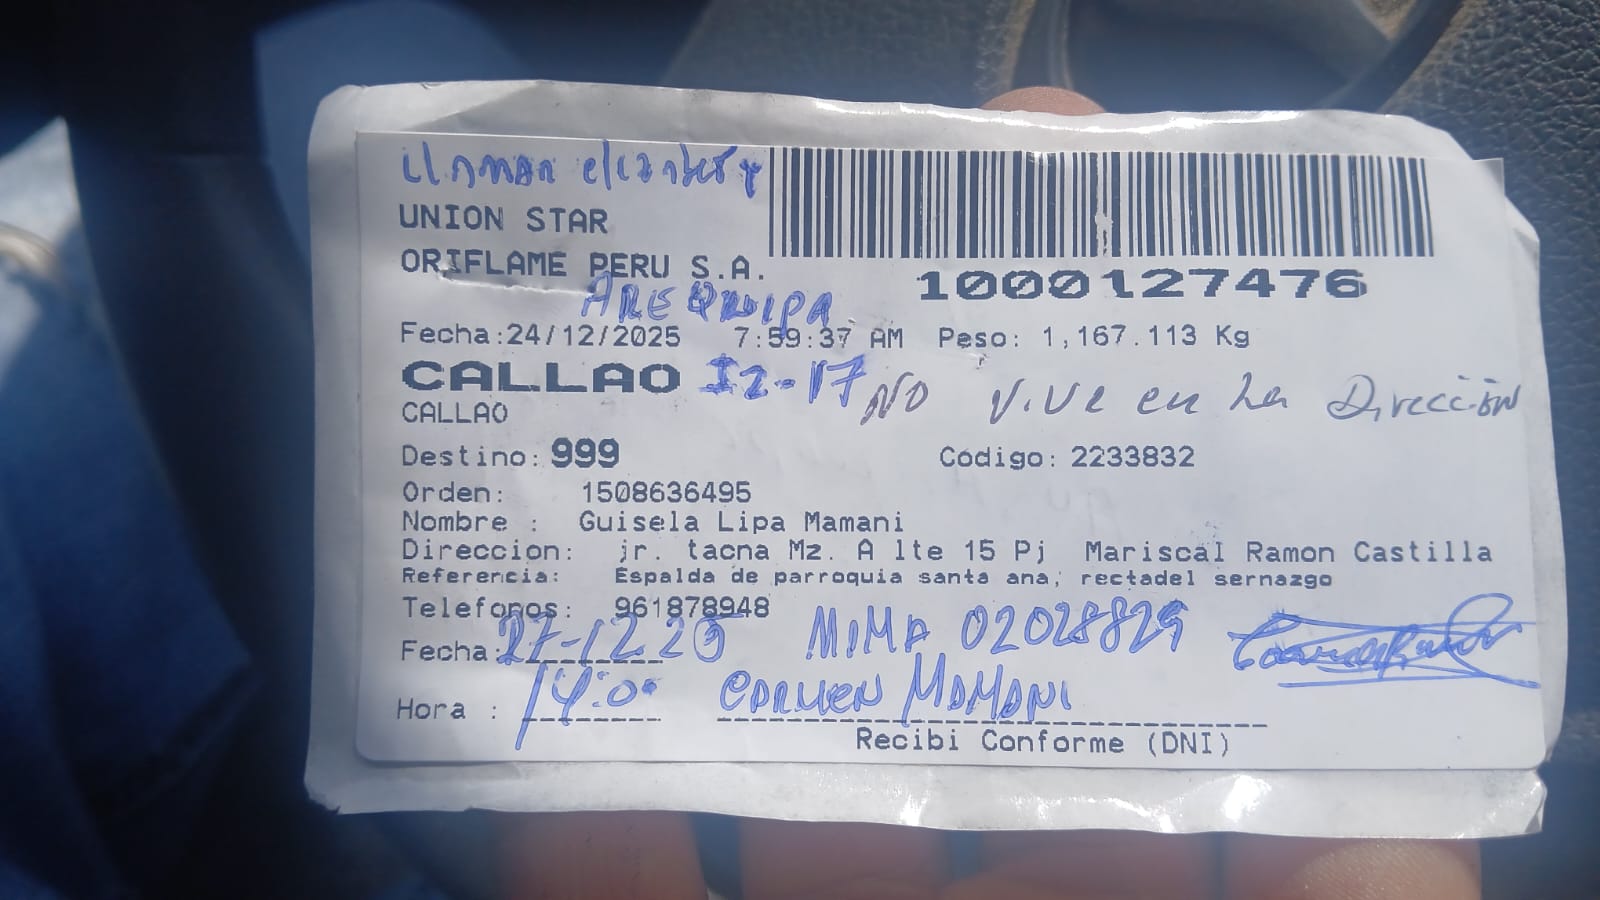 LLAMAR
UNION STAR
ORIFLAME PERU S.A.
1000127476
AREQUIPA
Fecha:24/12/2025 7:59:37 AM Peso: 1,167.113 Kg
CALLAO I2-17 NO VIVE en La Dirección
CALLAO
Destino: 999 Código: 2233832
Orden: 1508636495
Nombre : Guisela Lipa Mamani
Direccion: jr. tacna Mz. A lte 15 Pj Mariscal Ramon Castilla
Referencia: Espalda de parroquia santa ana, rectadel sernazgo
Telefonos: 961878948
Fecha: 27-12.25 MIMA 02028829
Hora : 14:00 CARMEN MAMANI
Recibi Conforme (DNI)